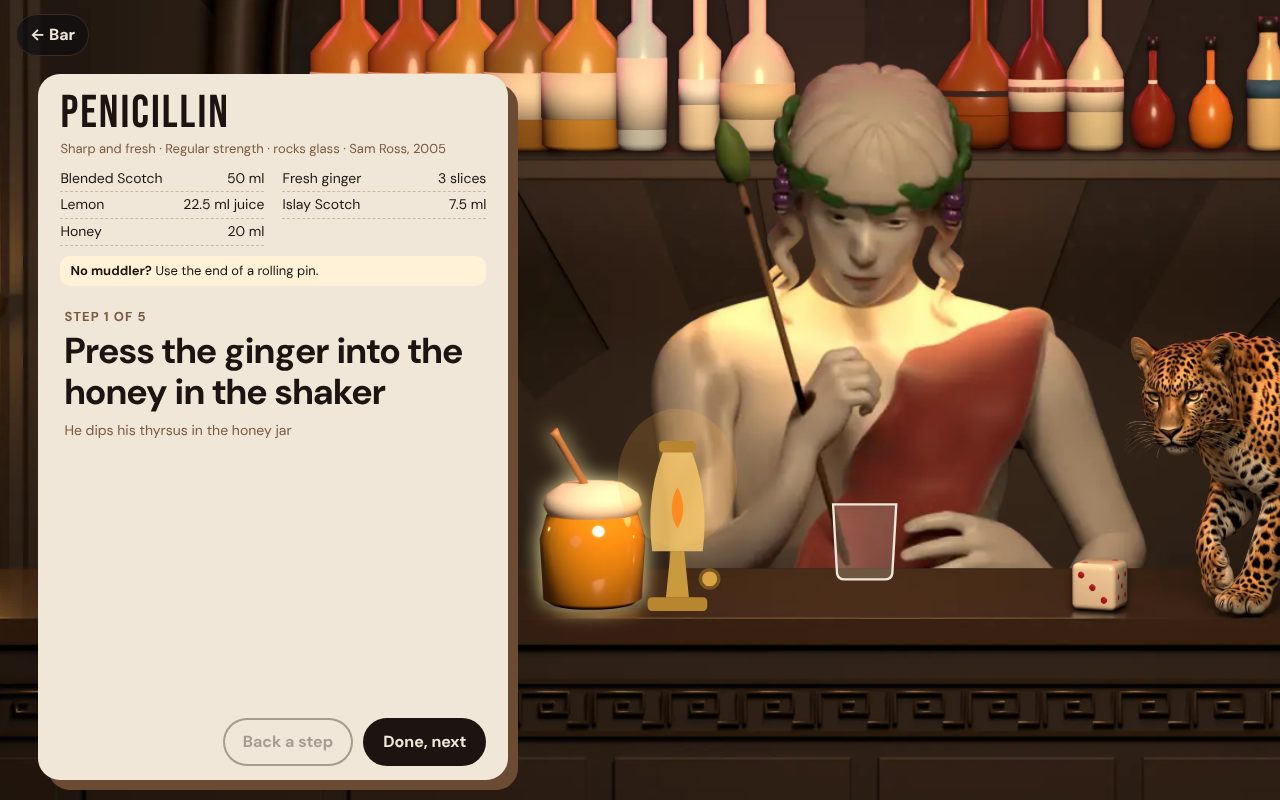 ← Bar
PENICILLIN
Sharp and fresh · Regular strength · rocks glass · Sam Ross, 2005
Blended Scotch 50 ml
Lemon 22.5 ml juice
Honey 20 ml
Fresh ginger 3 slices
Islay Scotch 7.5 ml
No muddler? Use the end of a rolling pin.
STEP 1 OF 5
Press the ginger into the
honey in the shaker
He dips his thyrsus in the honey jar
Back a step
Done, next